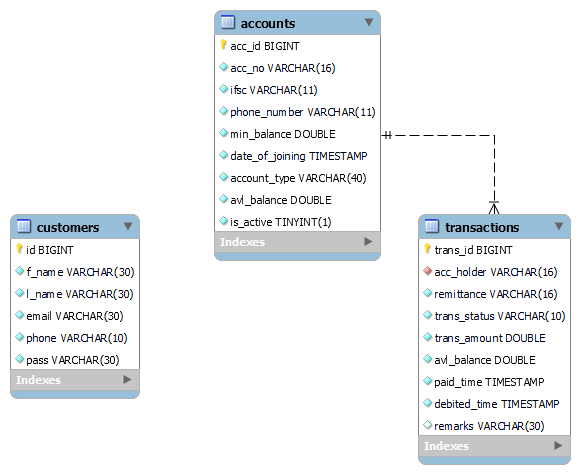 accounts
acc_id BIGINT
acc_no VARCHAR(16)
ifsc VARCHAR(11)
phone_number VARCHAR(11)
min_balance DOUBLE
date_of_joining TIMESTAMP
account_type VARCHAR(40)
avl_balance DOUBLE
is_active TINYINT(1)
Indexes
customers
id BIGINT
f_name VARCHAR(30)
l_name VARCHAR(30)
email VARCHAR(30)
phone VARCHAR(10)
pass VARCHAR(30)
Indexes
transactions
trans_id BIGINT
acc_holder VARCHAR(16)
remittance VARCHAR(16)
trans_status VARCHAR(10)
trans_amount DOUBLE
avl_balance DOUBLE
paid_time TIMESTAMP
debited_time TIMESTAMP
remarks VARCHAR(30)
Indexes